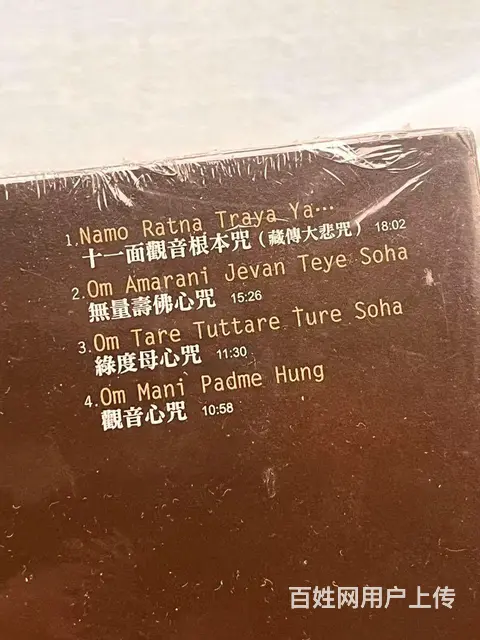 1.Namo Ratna Traya Ya…
十一面觀音根本咒（藏傳大悲咒） 18:02
2.Om Amarani Jevan Teye Soha
無量壽佛心咒 15:26
3.Om Tare Tuttare Ture Soha
綠度母心咒 11:30
4.Om Mani Padme Hung
觀音心咒 10:58
百姓网用户上传